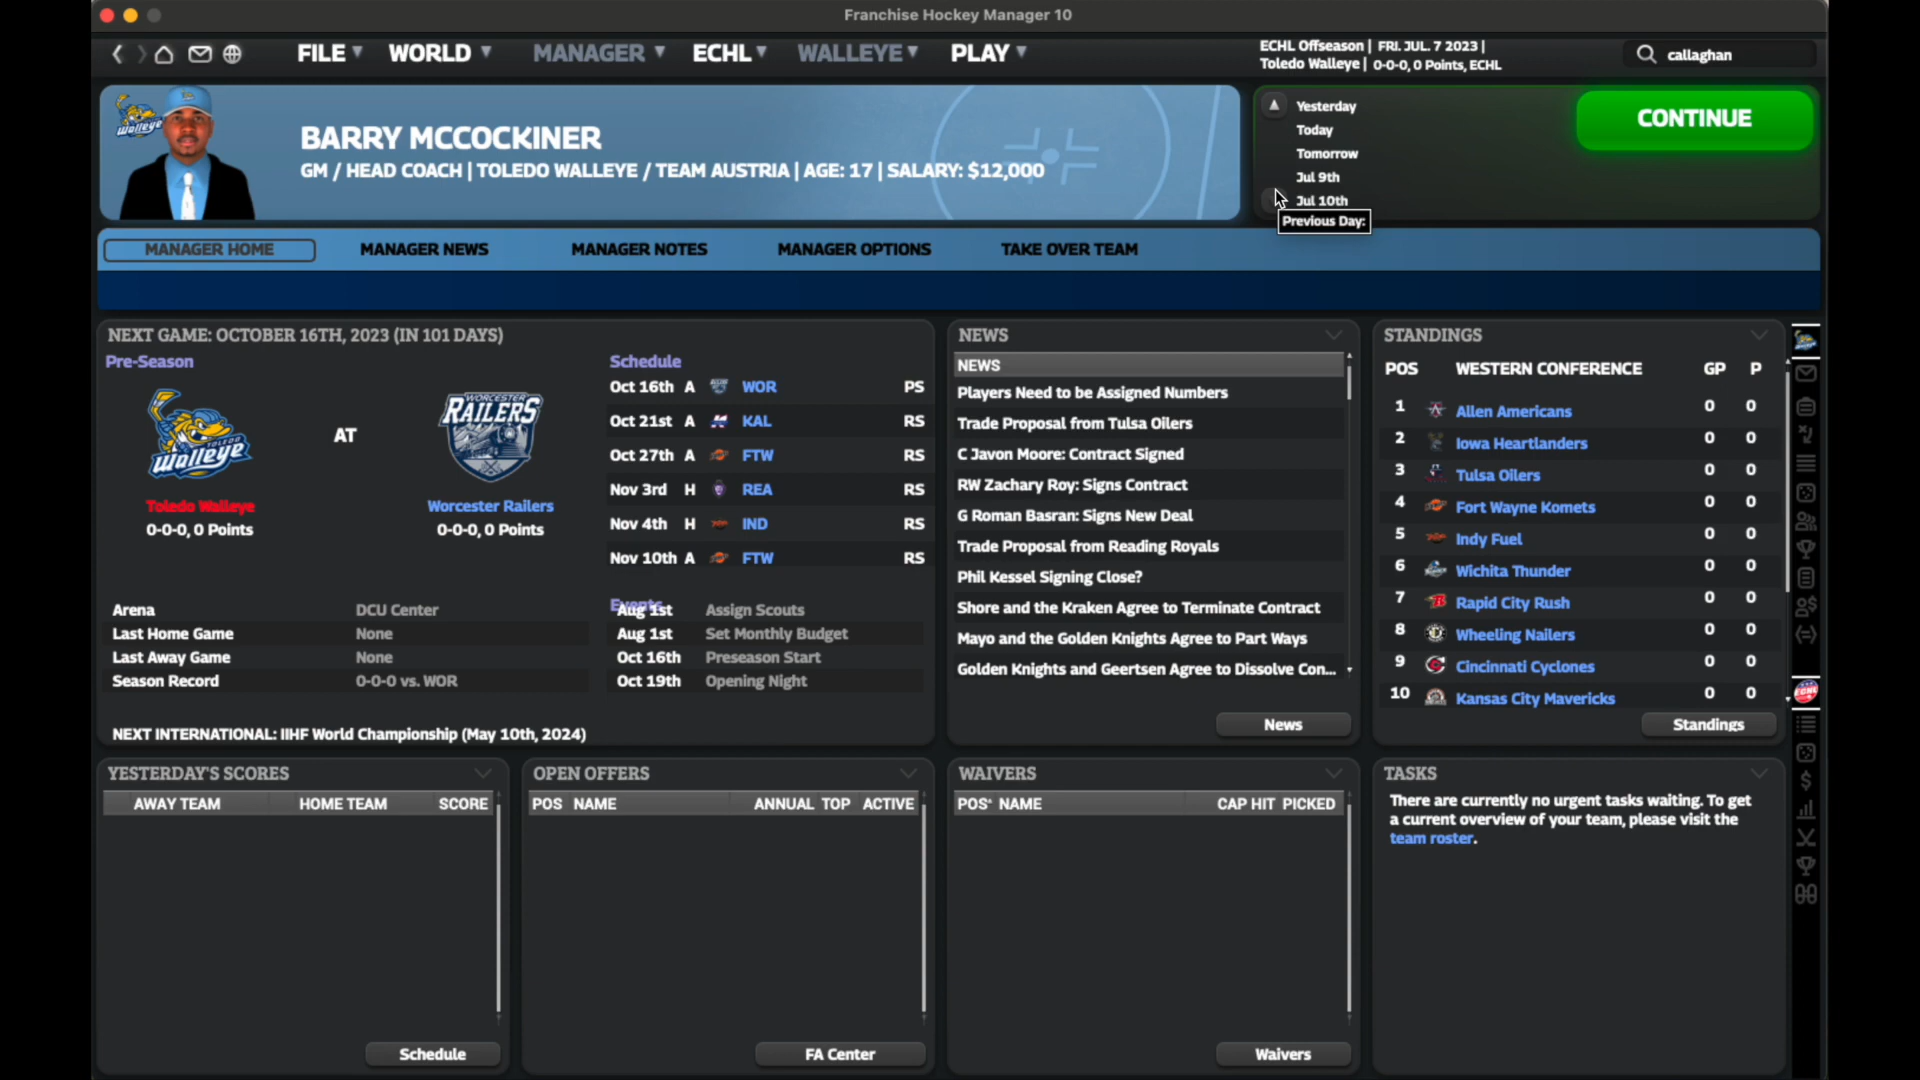 Franchise Hockey Manager 10
FILE WORLD MANAGER ECHL WALLEYE PLAY
ECHL Offseason | FRI. JUL. 7 2023 |
Toledo Walleye | 0-0-0, 0 Points, ECHL
callaghan
BARRY MCCOCKINER
GM / HEAD COACH | TOLEDO WALLEYE / TEAM AUSTRIA | AGE: 17 | SALARY: $12,000
Yesterday
Today
Tomorrow
Jul 9th
Jul 10th
Previous Day:
CONTINUE
MANAGER HOME MANAGER NEWS MANAGER NOTES MANAGER OPTIONS TAKE OVER TEAM
NEXT GAME: OCTOBER 16TH, 2023 (IN 101 DAYS)
Pre-Season
Walleye
AT
WORCESTER RAILERS
Toledo Walleye
0-0-0, 0 Points
Worcester Railers
0-0-0, 0 Points
Schedule
Oct 16th A WOR PS
Oct 21st A KAL RS
Oct 27th A FTW RS
Nov 3rd H REA RS
Nov 4th H IND RS
Nov 10th A FTW RS
Arena DCU Center
Last Home Game None
Last Away Game None
Season Record 0-0-0 vs. WOR
Events
Aug 1st Assign Scouts
Aug 1st Set Monthly Budget
Oct 16th Preseason Start
Oct 19th Opening Night
NEXT INTERNATIONAL: IIHF World Championship (May 10th, 2024)
NEWS
NEWS
Players Need to be Assigned Numbers
Trade Proposal from Tulsa Oilers
C Javon Moore: Contract Signed
RW Zachary Roy: Signs Contract
G Roman Basran: Signs New Deal
Trade Proposal from Reading Royals
Phil Kessel Signing Close?
Shore and the Kraken Agree to Terminate Contract
Mayo and the Golden Knights Agree to Part Ways
Golden Knights and Geertsen Agree to Dissolve Con...
News
STANDINGS
POS WESTERN CONFERENCE GP P
1 Allen Americans 0 0
2 Iowa Heartlanders 0 0
3 Tulsa Oilers 0 0
4 Fort Wayne Komets 0 0
5 Indy Fuel 0 0
6 Wichita Thunder 0 0
7 Rapid City Rush 0 0
8 Wheeling Nailers 0 0
9 Cincinnati Cyclones 0 0
10 Kansas City Mavericks 0 0
Standings
YESTERDAY'S SCORES
AWAY TEAM HOME TEAM SCORE
Schedule
OPEN OFFERS
POS NAME ANNUAL TOP ACTIVE
FA Center
WAIVERS
POS NAME CAP HIT PICKED
Waivers
TASKS
There are currently no urgent tasks waiting. To get
a current overview of your team, please visit the
team roster.